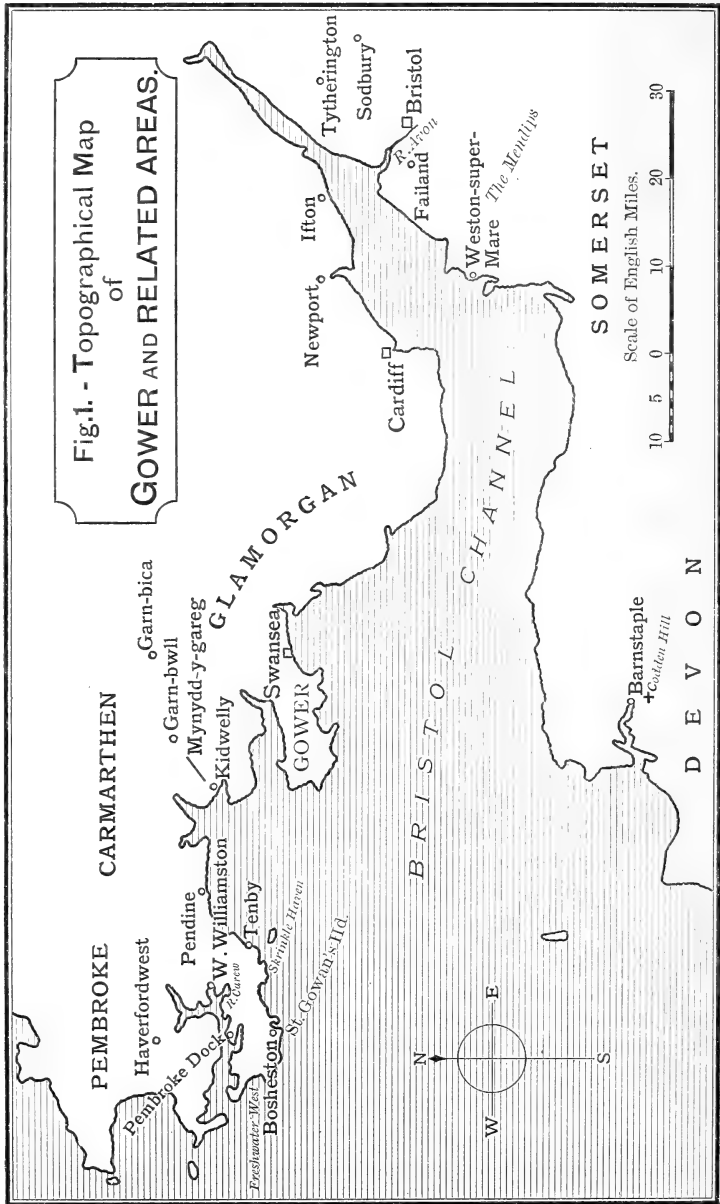 Fig.1. - Topographical Map
of
GOWER AND RELATED AREAS.
PEMBROKE
CARMARTHEN
GLAMORGAN
SOMERSET
DEVON
BRISTOL CHANNEL
Haverfordwest
Pembroke Dock
Freshwater West
Bosheston
St. Gowan's Hd.
R. Carew
W. Williamston
Pendine
Tenby
Skrinkle Haven
Kidwelly
Mynydd-y-gareg
Garn-bwll
Garn-bica
GOWER
Swansea
Cardiff
Newport
Ifton
Tytherington
Sodbury
Bristol
R. Avon
Failand
Weston-super-
Mare
The Mendips
Barnstaple
Codden Hill
N
E
S
W
Scale of English Miles.
10 5 0 10 20 30